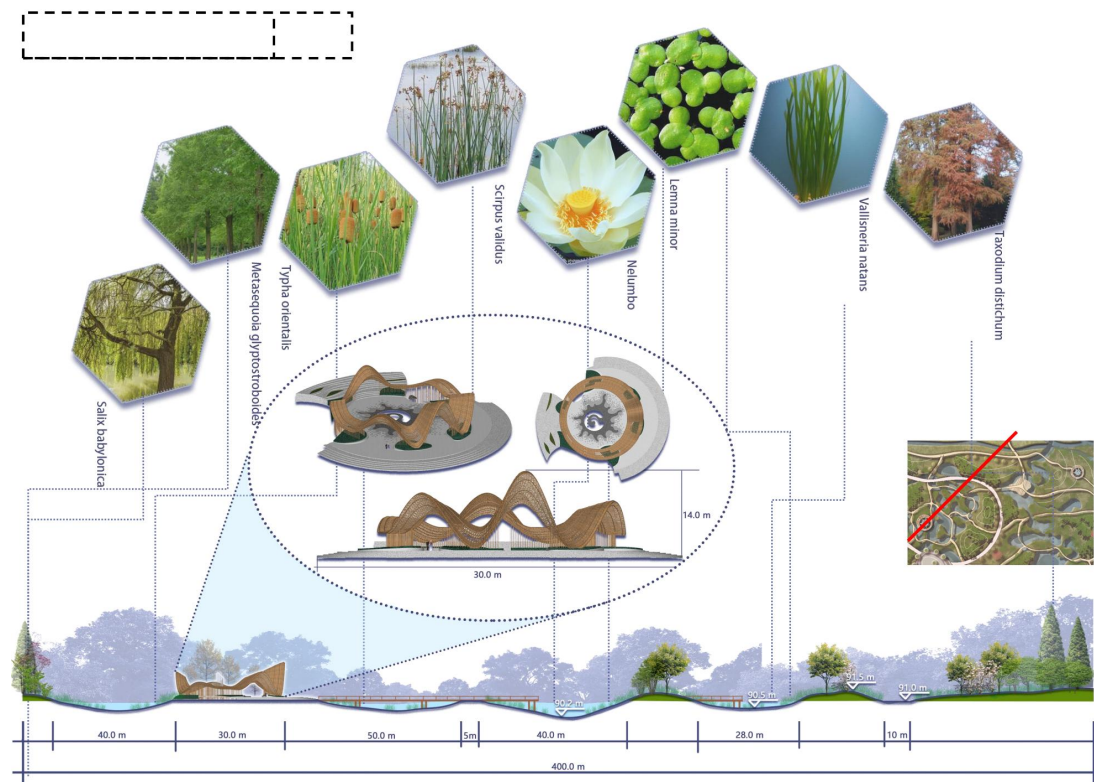 Salix babylonica
Metasequoia glyptostroboides
Typha orientalis
Scirpus validus
Nelumbo
Lemna minor
Vallisneria natans
Taxodium distichum
14.0 m
30.0 m
90.2 m
90.5 m
91.5 m
91.0 m
40.0 m
30.0 m
50.0 m
5m
40.0 m
28.0 m
10 m
400.0 m